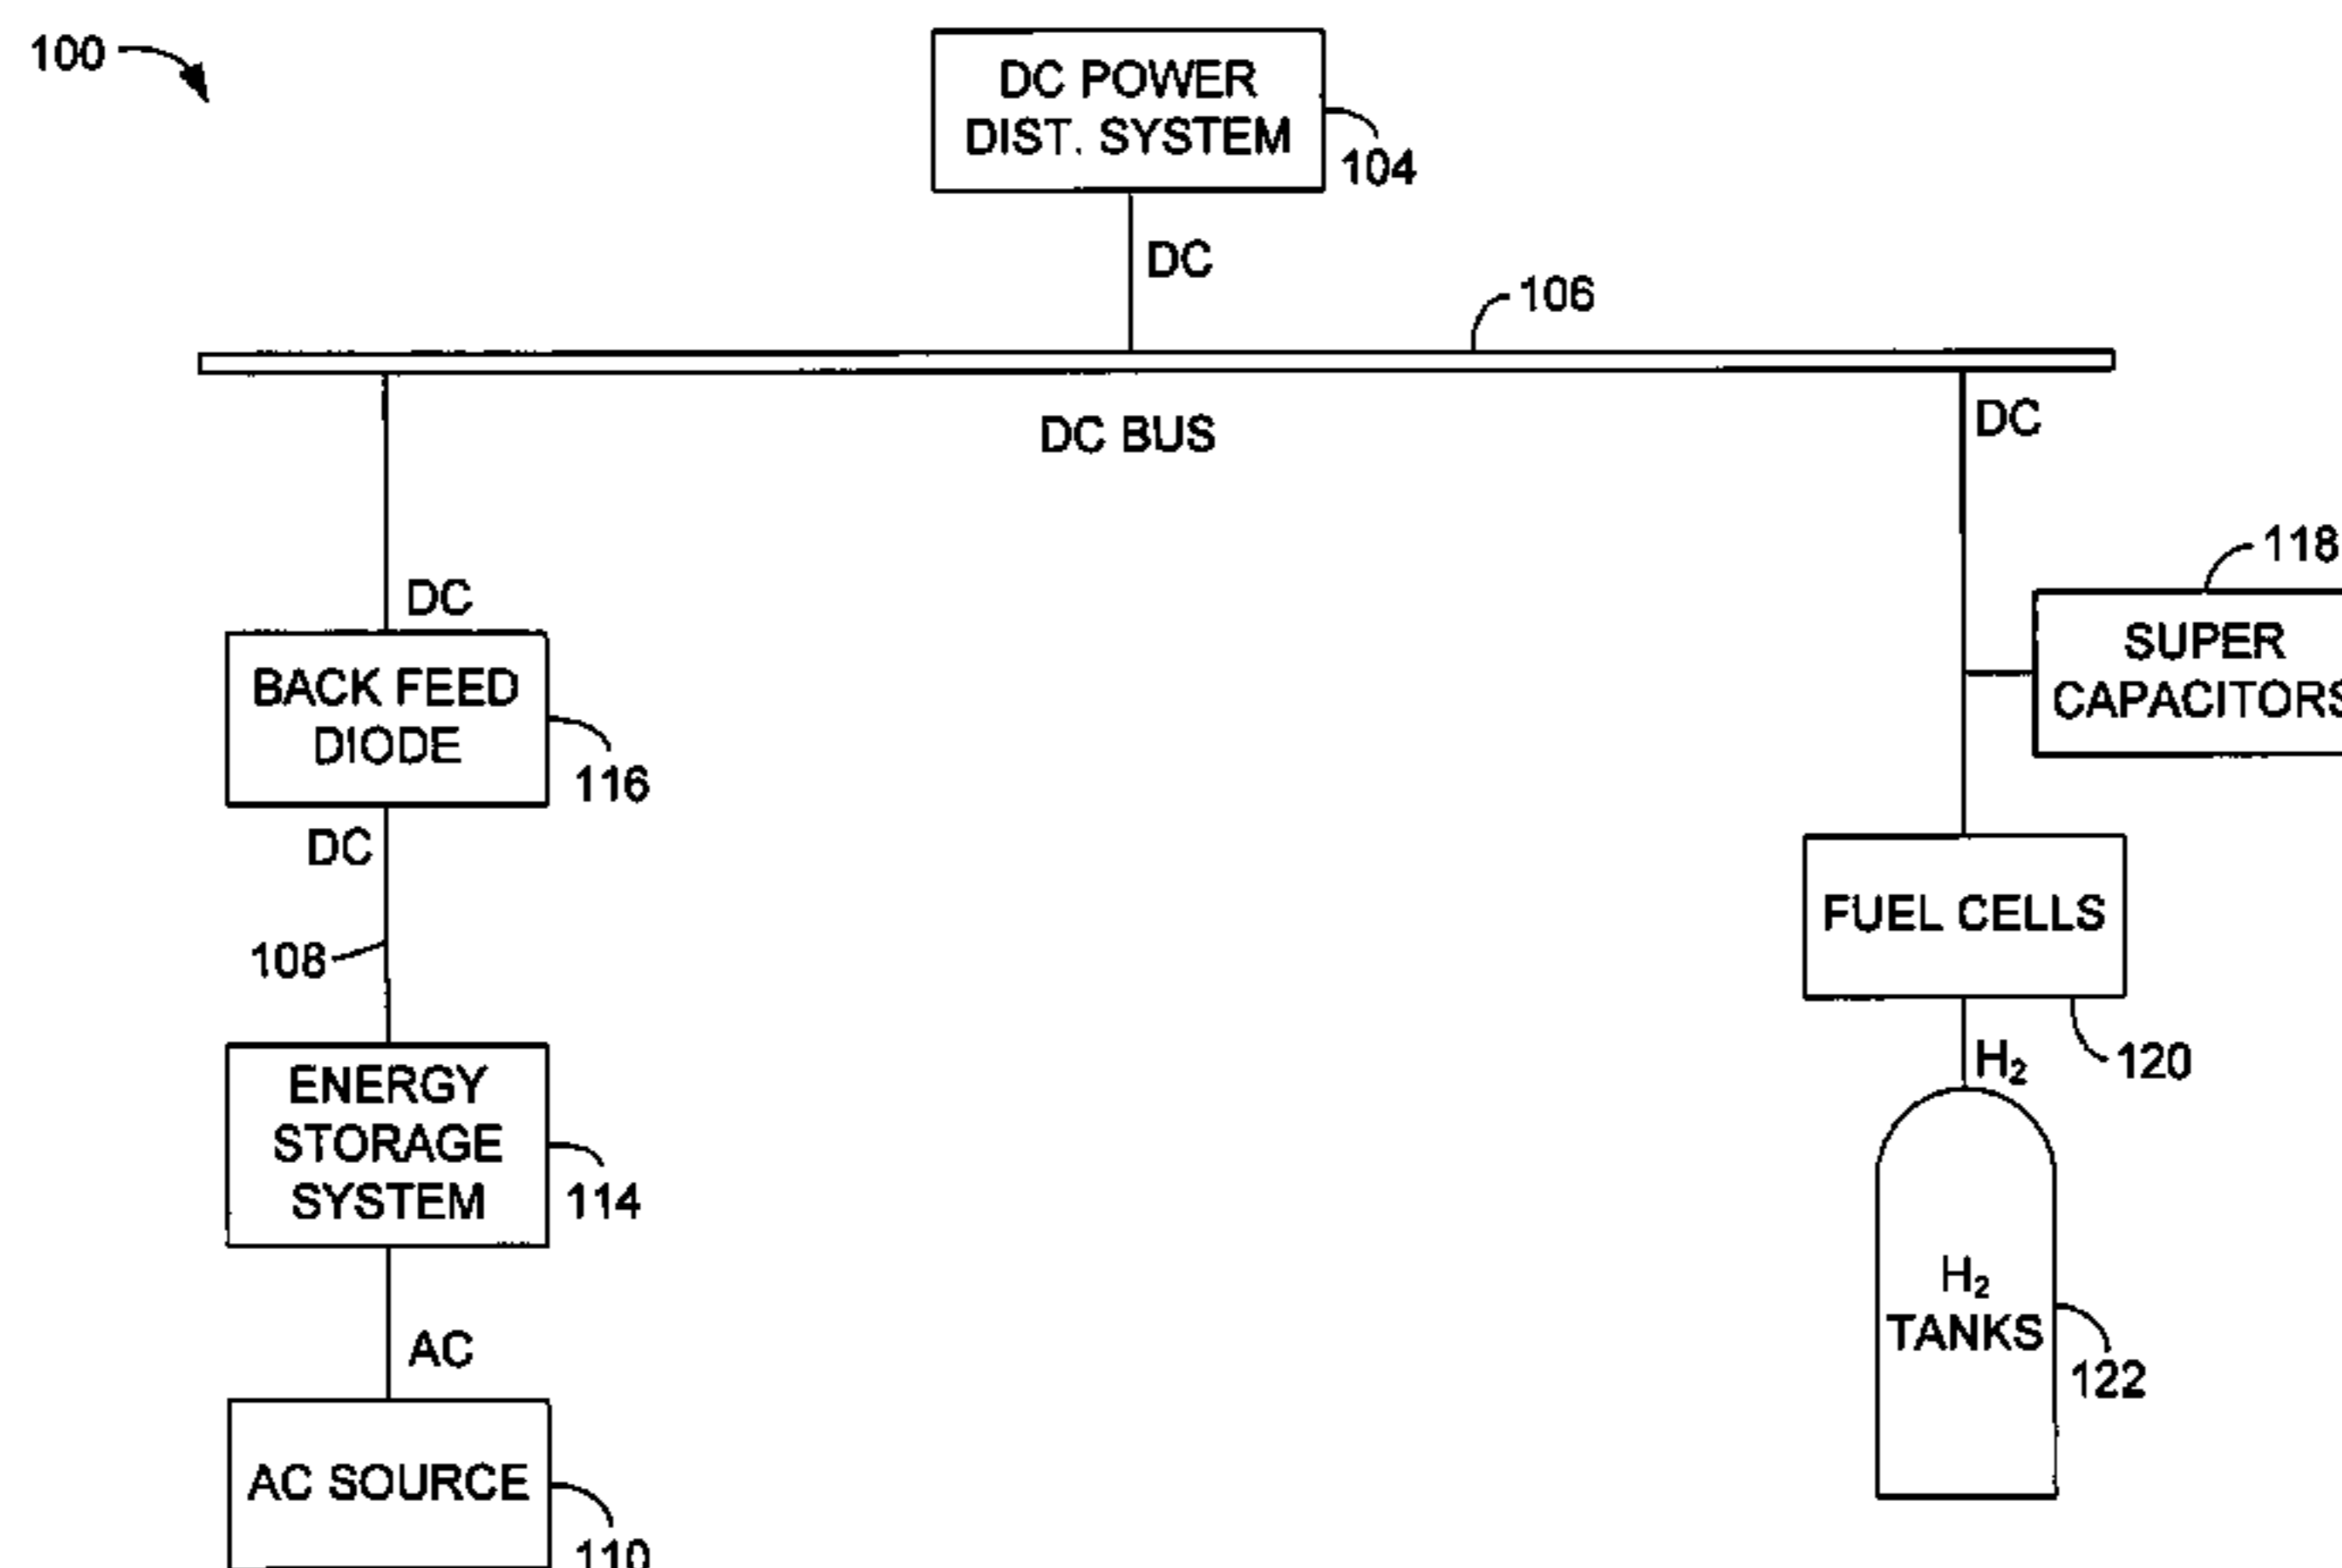 100
DC POWER
DIST. SYSTEM
104
DC
106
DC BUS
DC
118
DC
SUPER
CAPACITORS
BACK FEED
DIODE
116
DC
FUEL CELLS
108
120
H₂
ENERGY
STORAGE
SYSTEM
114
H₂
TANKS
122
AC
AC SOURCE
110